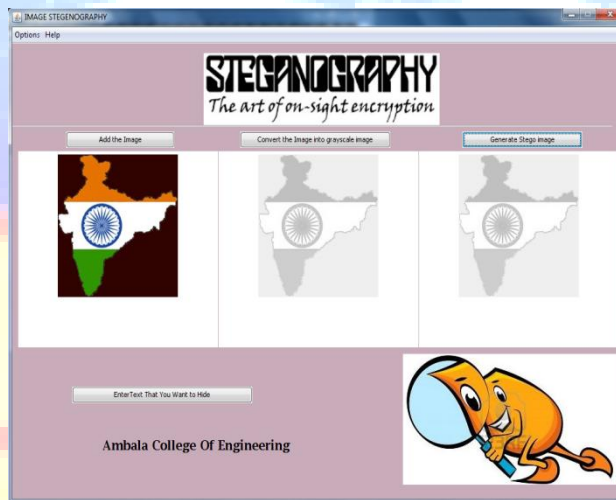 IMAGE STEGENOGRAPHY
Options Help
STEGANOGRAPHY
The art of on-sight encryption
Add the Image
Convert the Image into grayscale image
Generate Stego image
EnterText That You Want to Hide
Ambala College Of Engineering